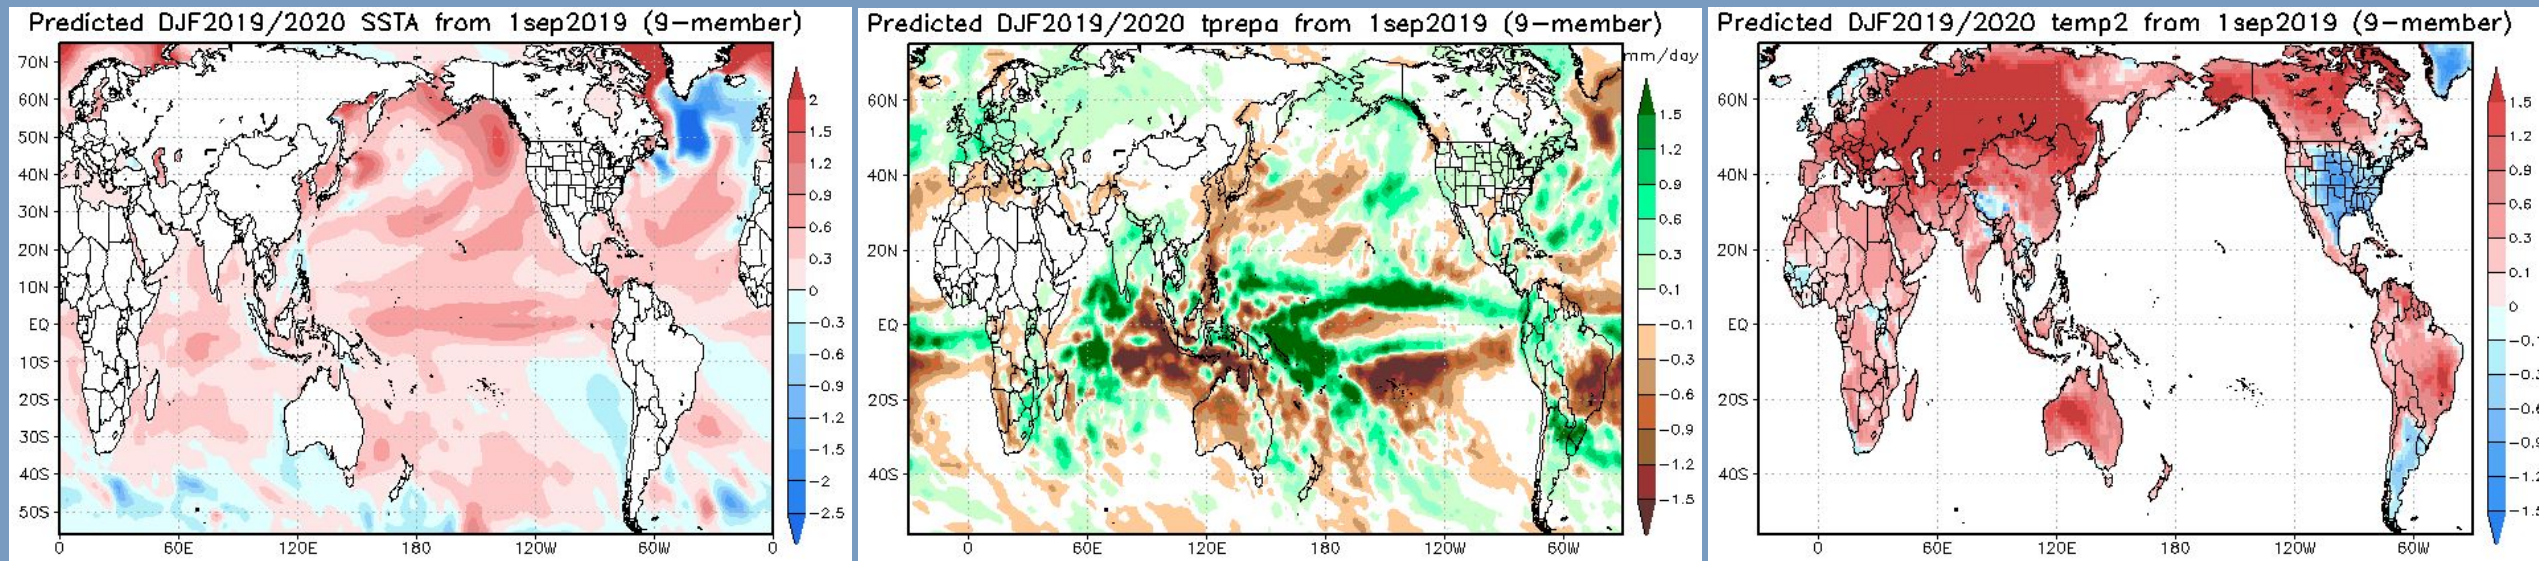 Predicted DJF2019/2020 SSTA from 1sep2019 (9-member)
70N
60N
50N
40N
30N
20N
10N
EQ
10S
20S
30S
40S
50S
0 60E 120E 180 120W 60W 0
2
1.5
1.2
0.9
0.6
0.3
0
-0.3
-0.6
-0.9
-1.2
-1.5
-2
-2.5
Predicted DJF2019/2020 tprepa from 1sep2019 (9-member)
mm/day
60N
40N
20N
EQ
20S
40S
0 60E 120E 180 120W 60W
1.5
1.2
0.9
0.6
0.3
0.1
-0.1
-0.3
-0.6
-0.9
-1.2
-1.5
Predicted DJF2019/2020 temp2 from 1sep2019 (9-member)
60N
40N
20N
EQ
20S
40S
0 60E 120E 180 120W 60W
1.5
1.2
0.9
0.6
0.3
0.1
0